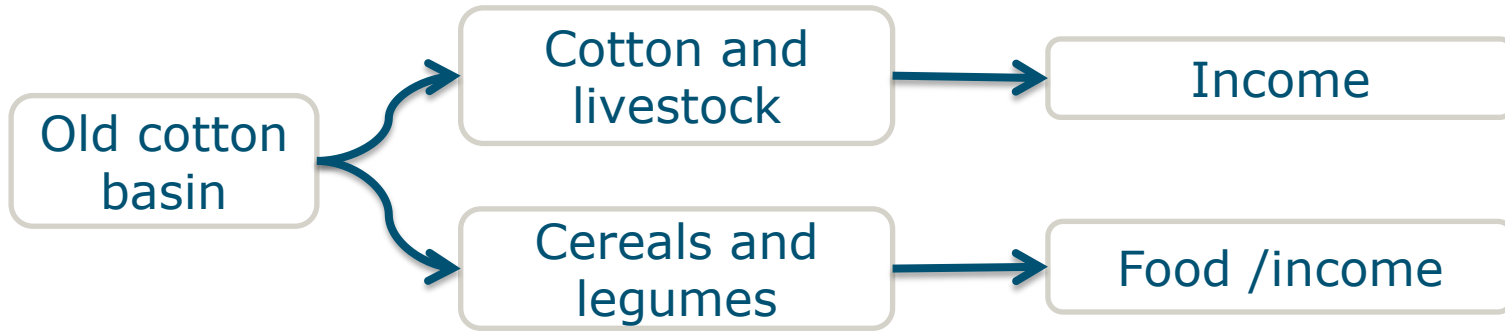 Old cotton
basin
Cotton and
livestock
Income
Cereals and
legumes
Food /income